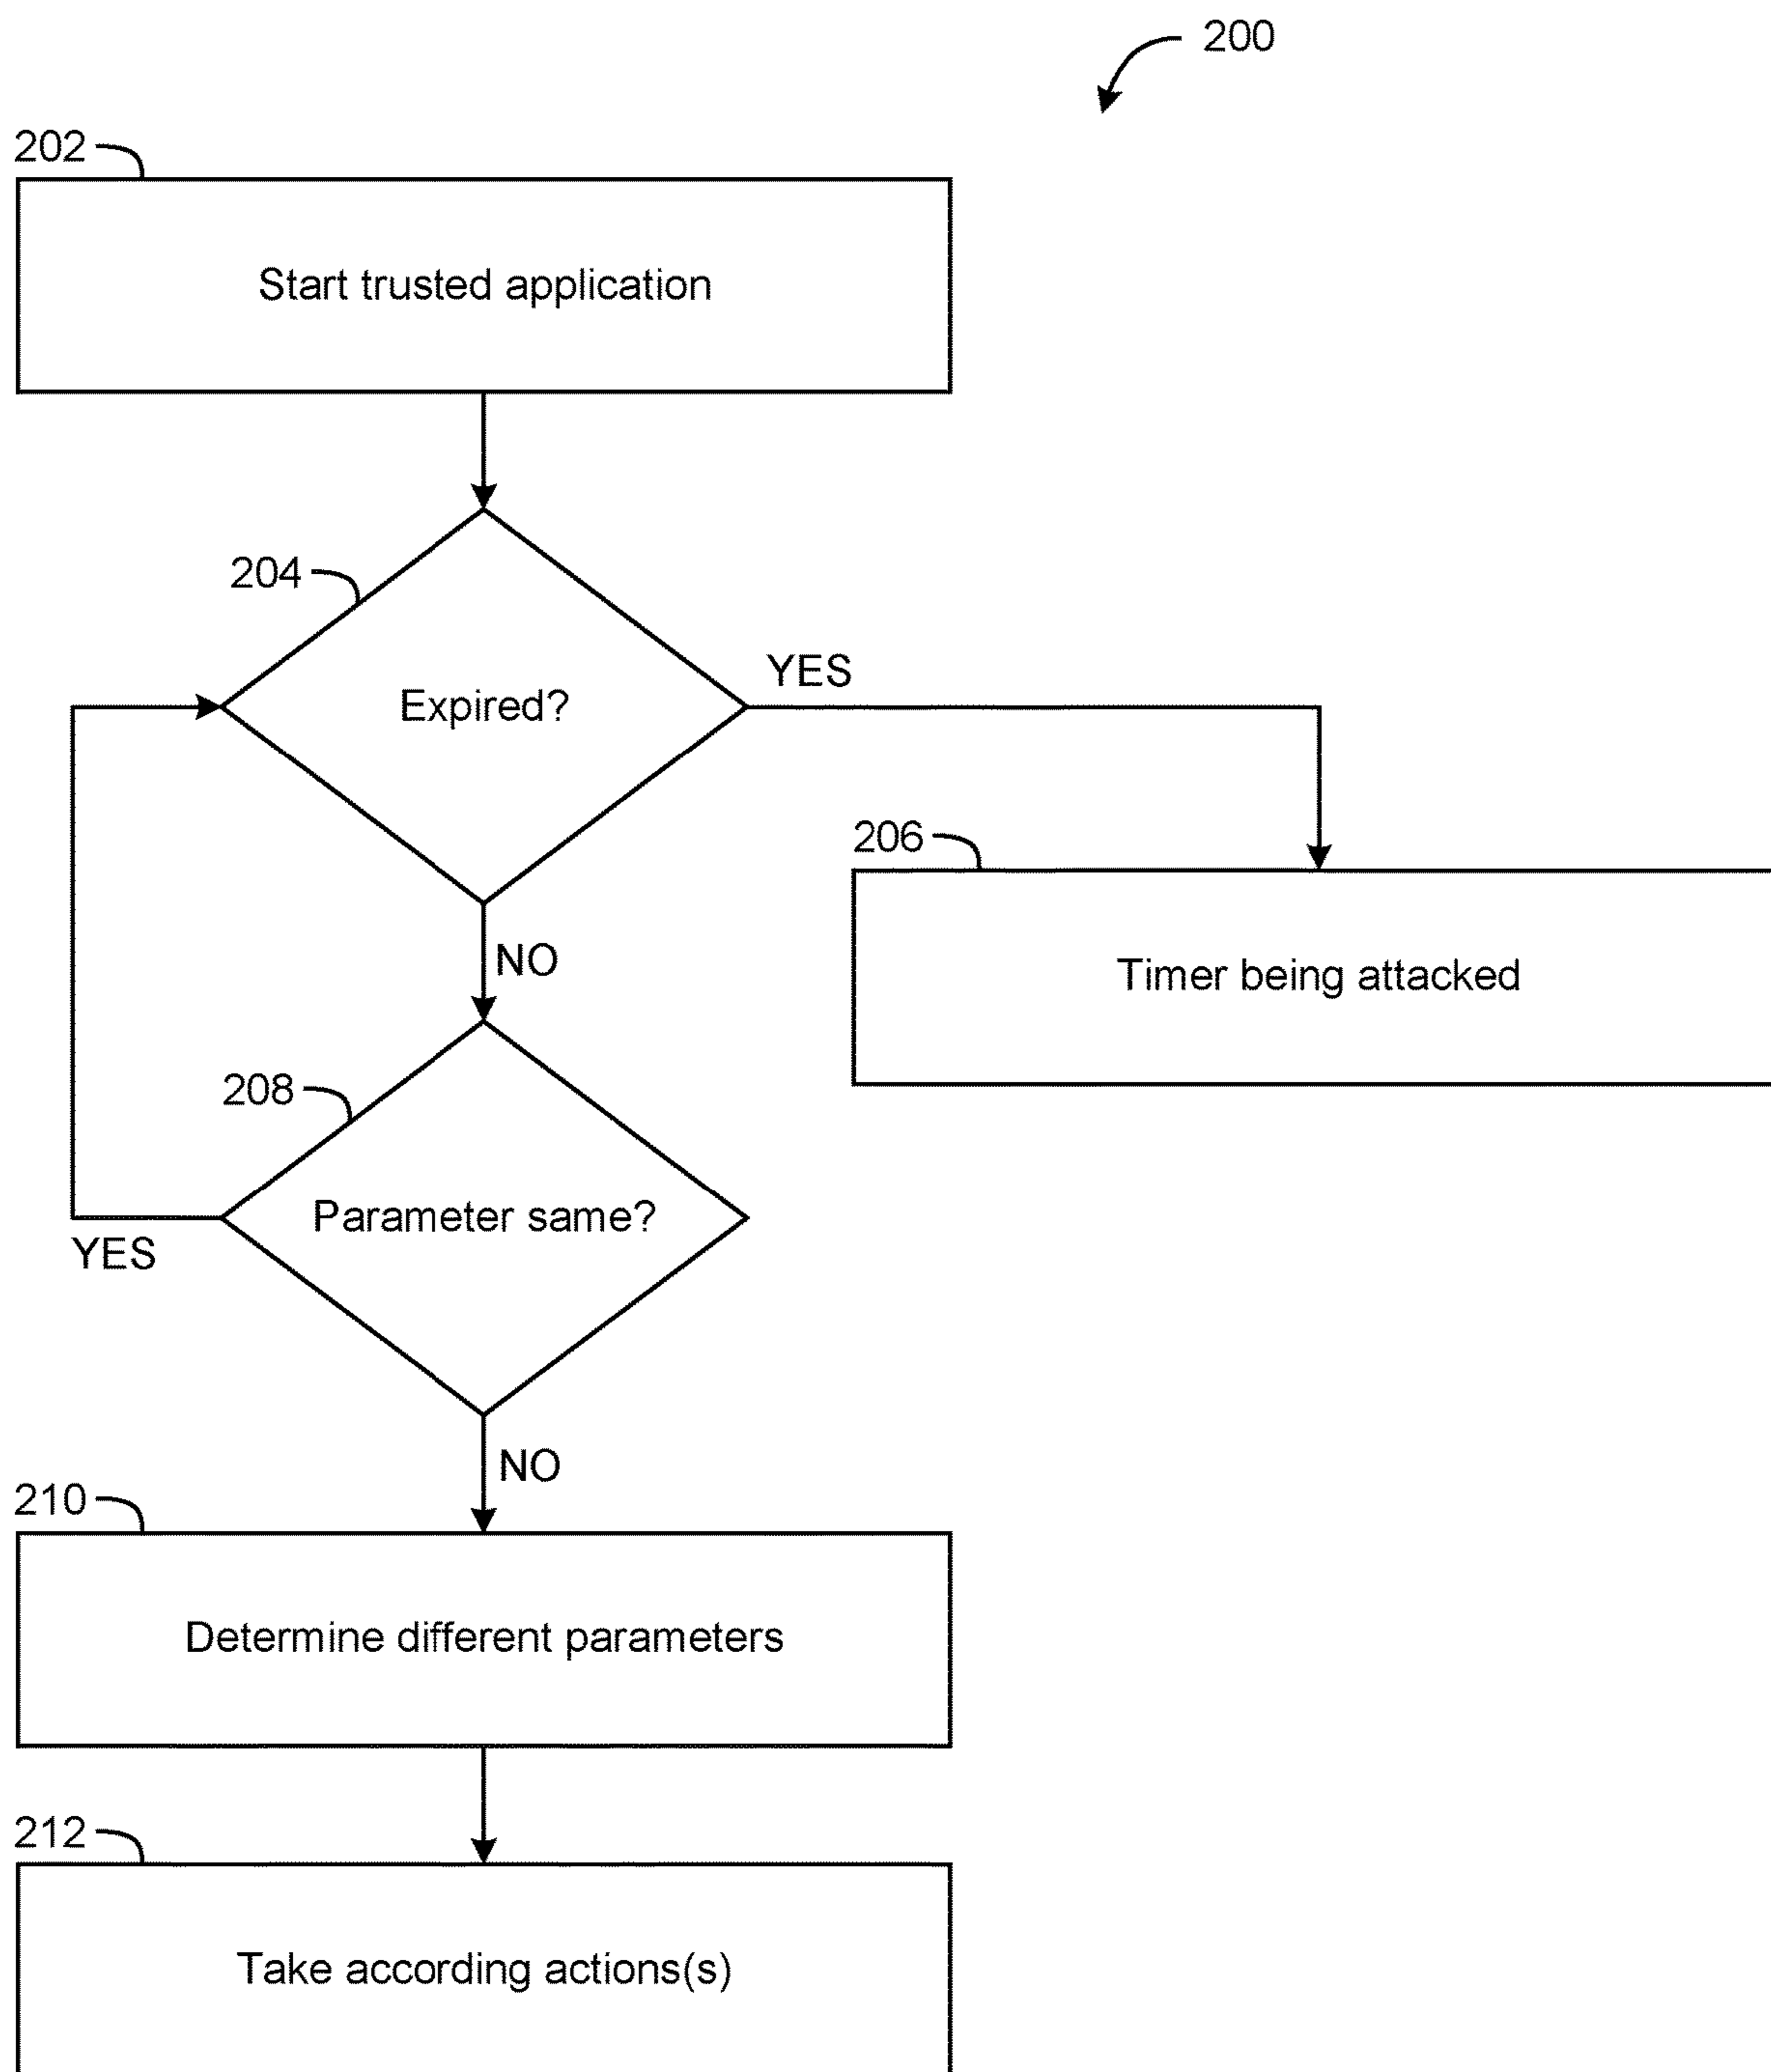 200
202
Start trusted application
204
Expired?
YES
206
Timer being attacked
NO
208
Parameter same?
YES
NO
210
Determine different parameters
212
Take according actions(s)